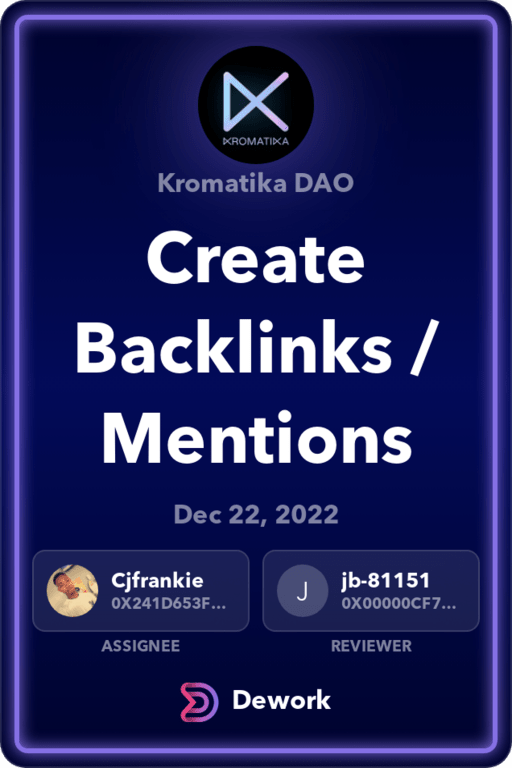 KROMATIKA
Kromatika DAO
Create
Backlinks /
Mentions
Dec 22, 2022
Cjfrankie
0X241D653F...
ASSIGNEE
J
jb-81151
0X00000CF7...
REVIEWER
Dework